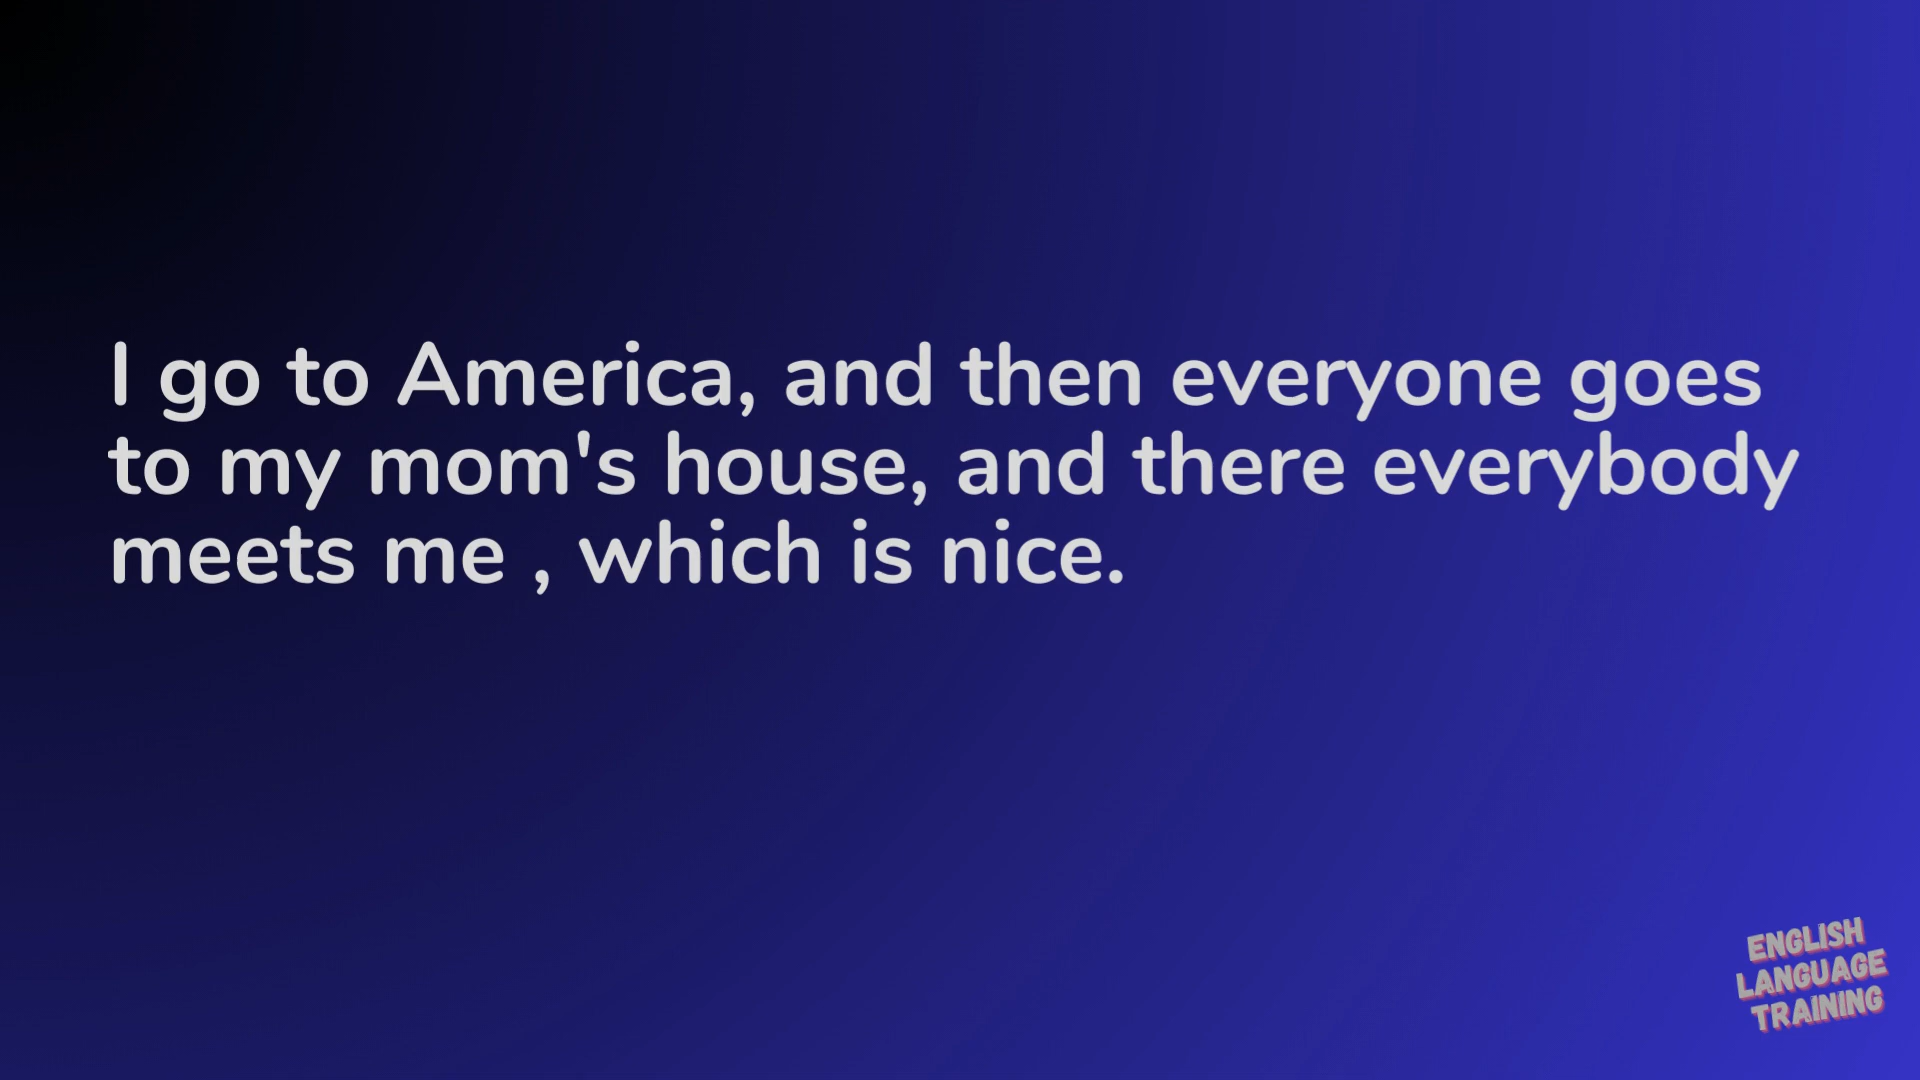 I go to America, and then everyone goes
to my mom's house, and there everybody
meets me , which is nice.
ENGLISH
LANGUAGE
TRAINING